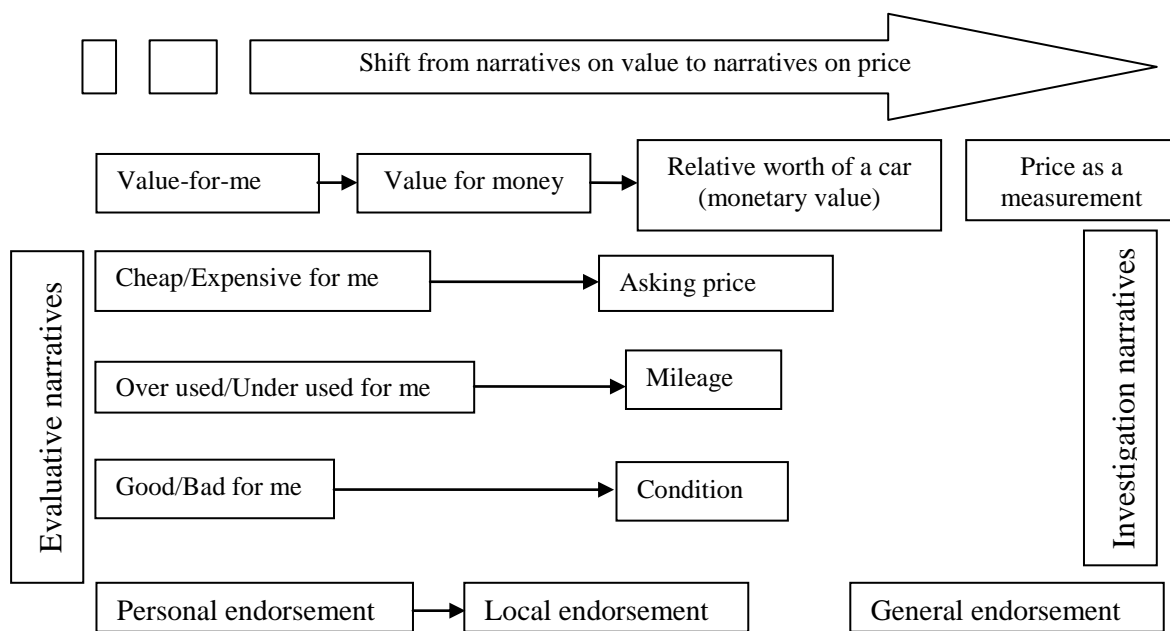 Shift from narratives on value to narratives on price
Value-for-me
Value for money
Relative worth of a car
(monetary value)
Price as a
measurement
Evaluative narratives
Cheap/Expensive for me
Asking price
Over used/Under used for me
Mileage
Good/Bad for me
Condition
Investigation narratives
Personal endorsement
Local endorsement
General endorsement